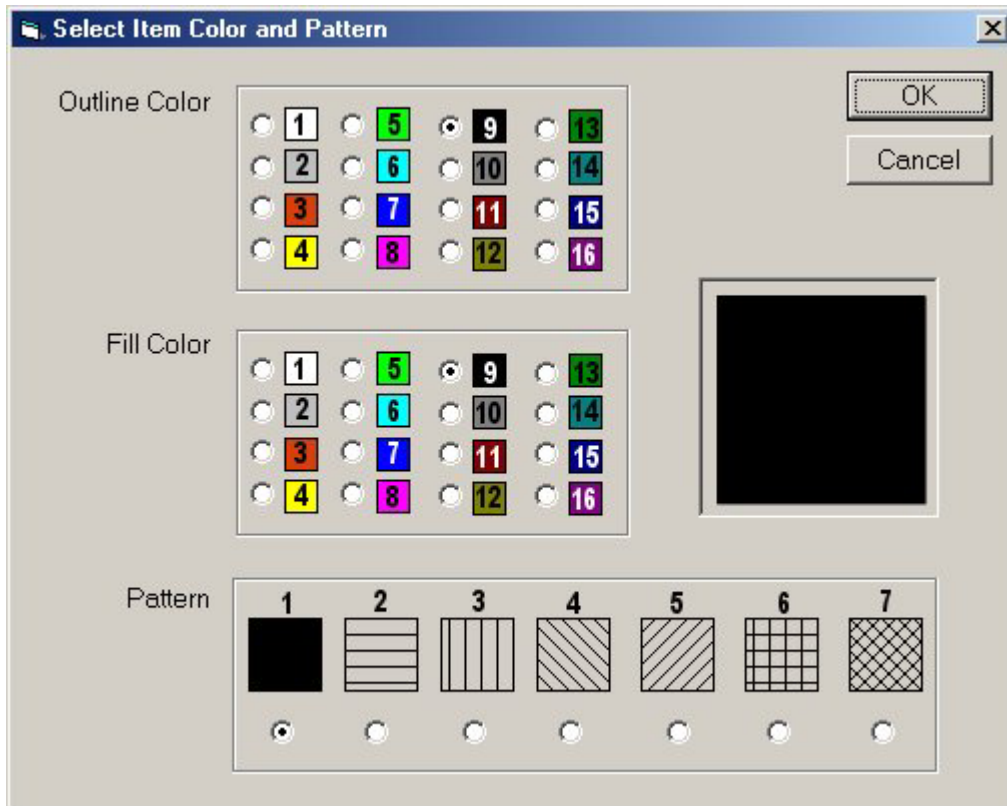 Select Item Color and Pattern
Outline Color
1 5 9 13
2 6 10 14
3 7 11 15
4 8 12 16
OK
Cancel
Fill Color
1 5 9 13
2 6 10 14
3 7 11 15
4 8 12 16
Pattern
1 2 3 4 5 6 7